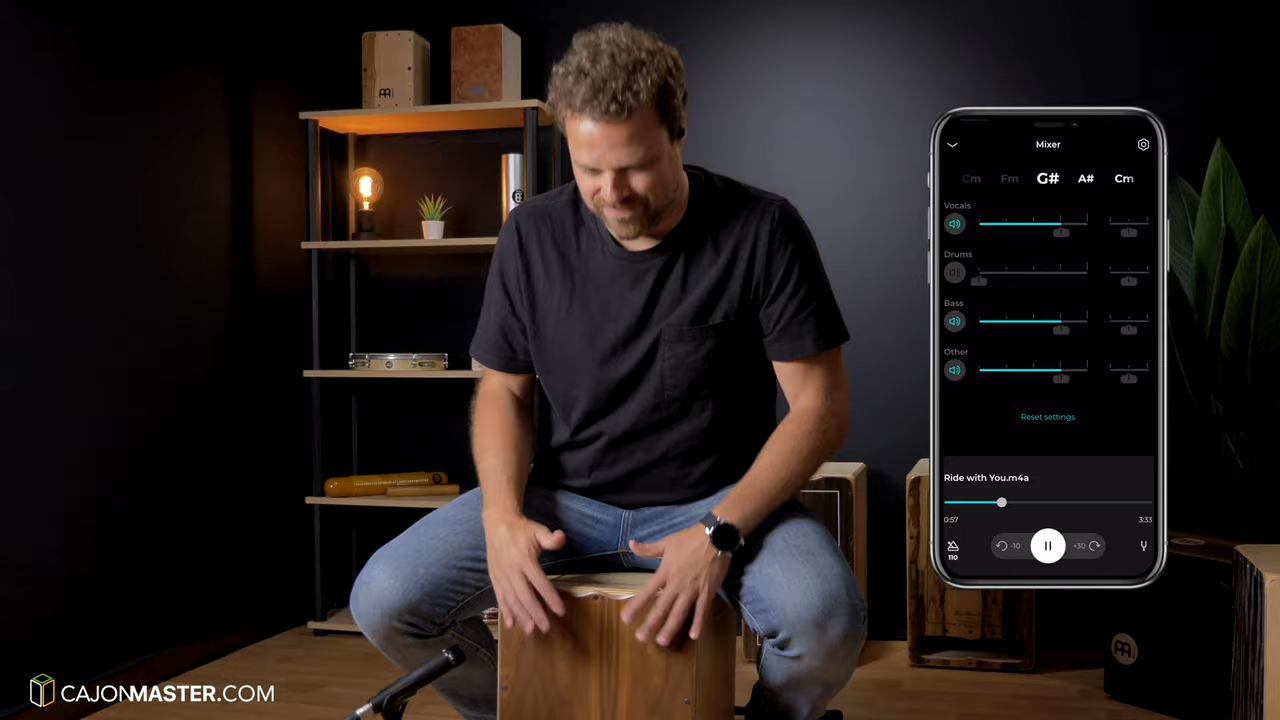 Mixer
Cm Fm G# A# Cm
Vocals
Drums
Bass
Other
Reset settings
Ride with You.m4a
0:57 3:33
110 -10 +30
CAJONMASTER.COM